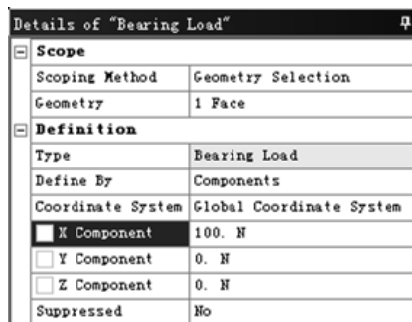 Details of "Bearing Load"
Scope
Scoping Method Geometry Selection
Geometry 1 Face
Definition
Type Bearing Load
Define By Components
Coordinate System Global Coordinate System
X Component 100. N
Y Component 0. N
Z Component 0. N
Suppressed No